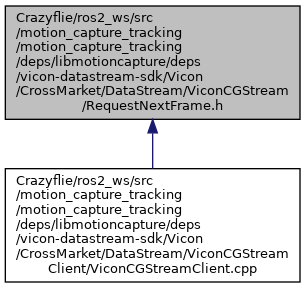 Crazyflie/ros2_ws/src
/motion_capture_tracking
/motion_capture_tracking
/deps/libmotioncapture/deps
/vicon-datastream-sdk/Vicon
/CrossMarket/DataStream/ViconCGStream
/RequestNextFrame.h
Crazyflie/ros2_ws/src
/motion_capture_tracking
/motion_capture_tracking
/deps/libmotioncapture/deps
/vicon-datastream-sdk/Vicon
/CrossMarket/DataStream/ViconCGStream
Client/ViconCGStreamClient.cpp